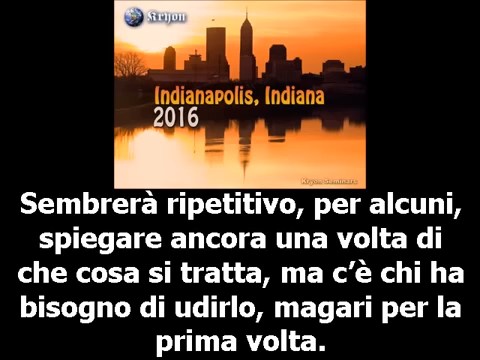 Kryon
Indianapolis, Indiana
2016
Kryon seminars
Sembrerà ripetitivo, per alcuni,
spiegare ancora una volta di
che cosa si tratta, ma c'è chi ha
bisogno di udirlo, magari per la
prima volta.